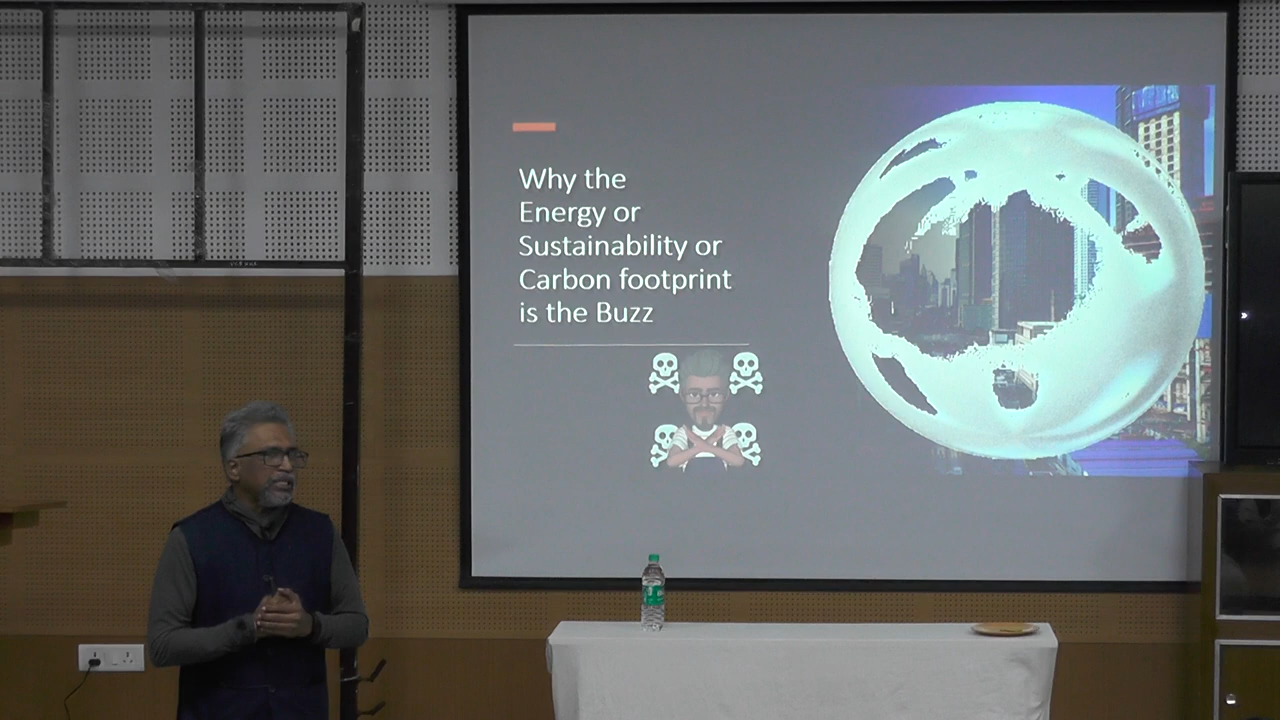 Why the
Energy or
Sustainability or
Carbon footprint
is the Buzz